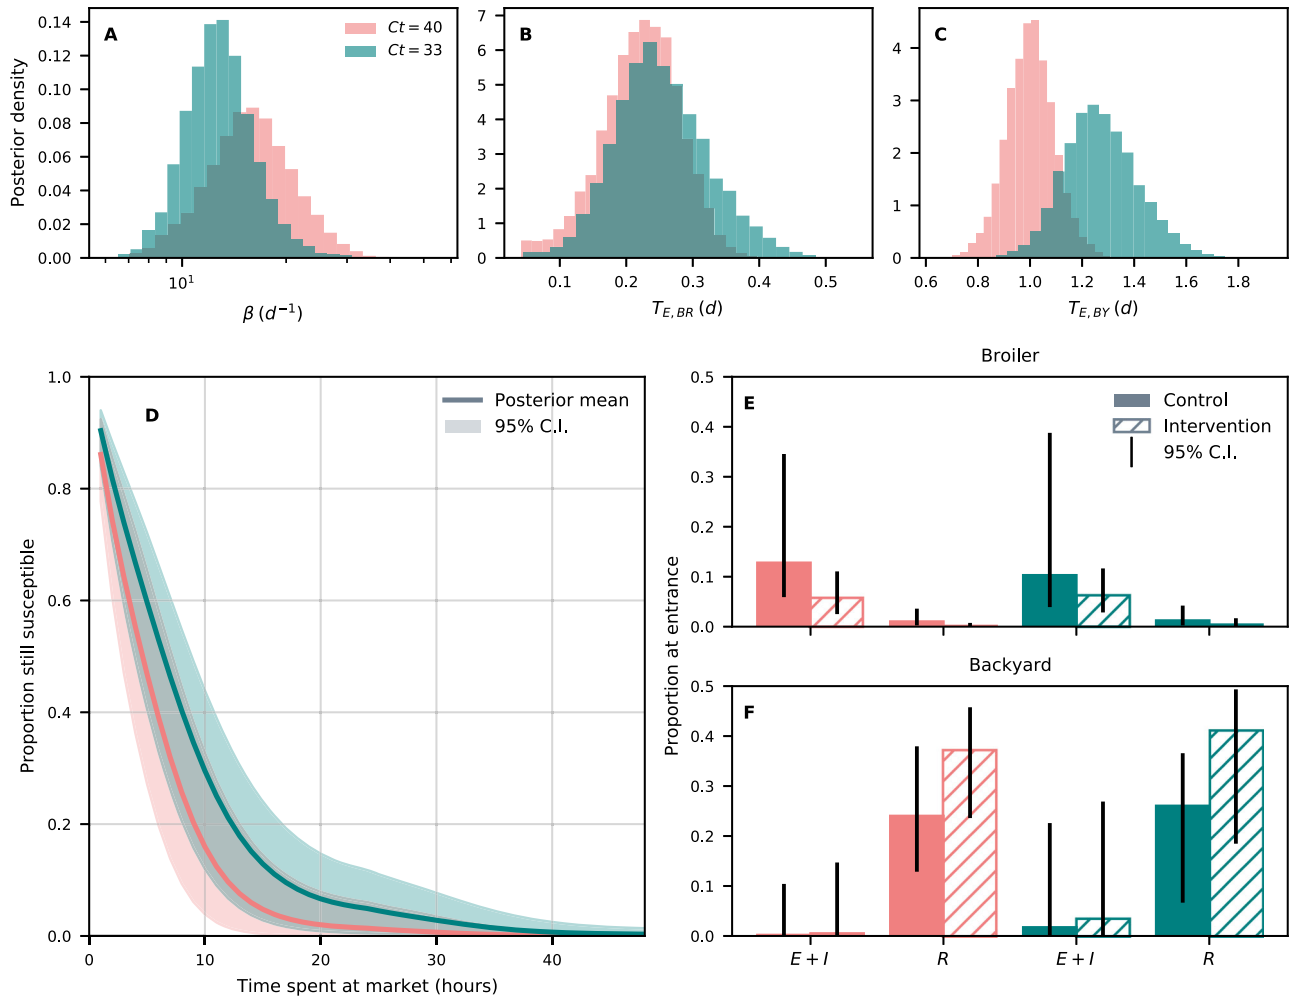 A
Ct = 40
Ct = 33
Posterior density
0.14
0.12
0.10
0.08
0.06
0.04
0.02
0.00
10¹
β (d⁻¹)
B
7
6
5
4
3
2
1
0
0.1 0.2 0.3 0.4 0.5
T_E,BR (d)
C
4
3
2
1
0
0.6 0.8 1.0 1.2 1.4 1.6 1.8
T_E,BY (d)
D
Posterior mean
95% C.I.
Proportion still susceptible
1.0
0.8
0.6
0.4
0.2
0.0
0 10 20 30 40
Time spent at market (hours)
Broiler
E
Control
Intervention
95% C.I.
0.5
0.4
0.3
0.2
0.1
0.0
Proportion at entrance
Backyard
F
0.5
0.4
0.3
0.2
0.1
0.0
E + I R E + I R